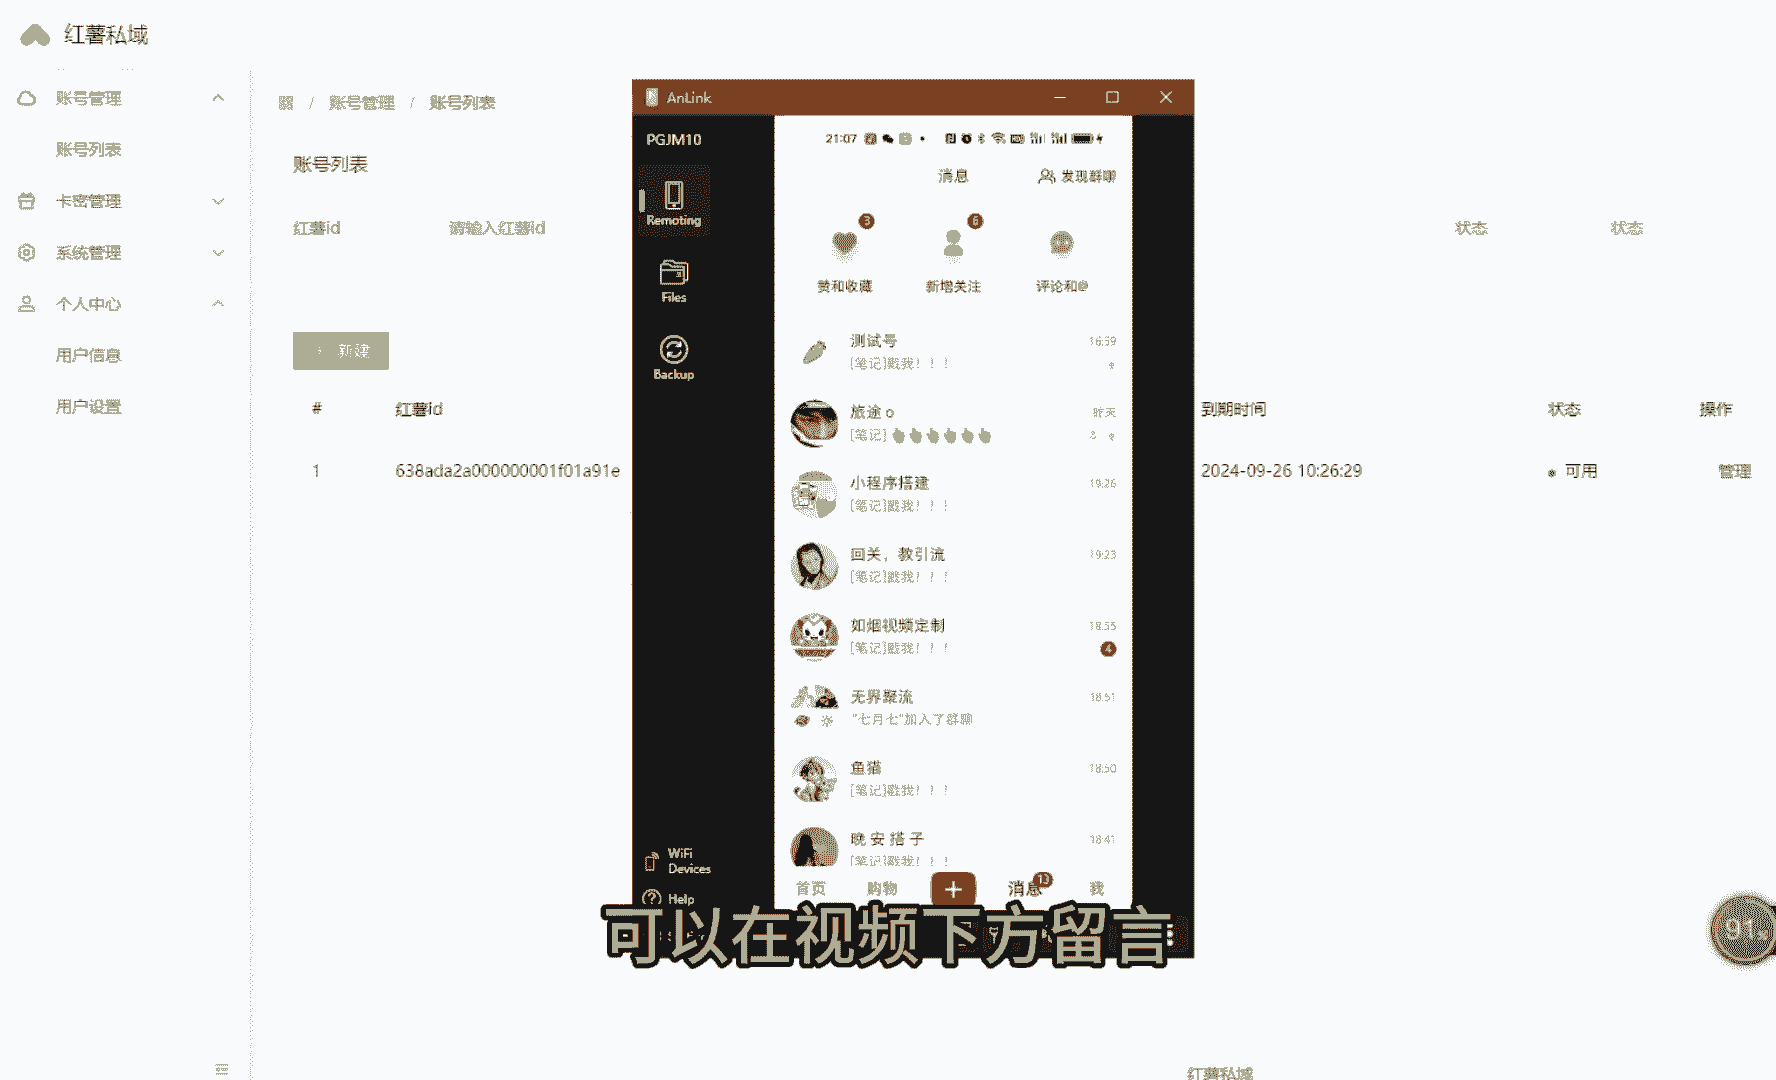 红薯私域
账号管理
账号列表
卡密管理
系统管理
个人中心
用户信息
用户设置
/ 账号管理 / 账号列表
账号列表
红薯id
请输入红薯id
状态
状态
新建
#
红薯id
到期时间
状态
操作
1
638ada2a000000001f01a91e
2024-09-26 10:26:29
可用
管理
AnLink
PGJM10
Remoting
Files
Backup
WiFi
Devices
Help
21:07
消息
发现群聊
3
6
赞和收藏
新增关注
评论和@
测试号
16:59
[笔记]戳我！！！
旅途 o
昨天
[笔记]
小程序搭建
19:26
[笔记]戳我！！！
回关，教引流
19:23
[笔记]戳我！！！
如烟视频定制
18:55
[笔记]戳我！！！
4
无界聚流
18:51
"七月七"加入了群聊
鱼猫
18:50
[笔记]戳我！！！
晚 安 搭 子
18:41
[笔记]戳我！！！
首页
购物
消息
13
我
可以在视频下方留言
91
红薯私域